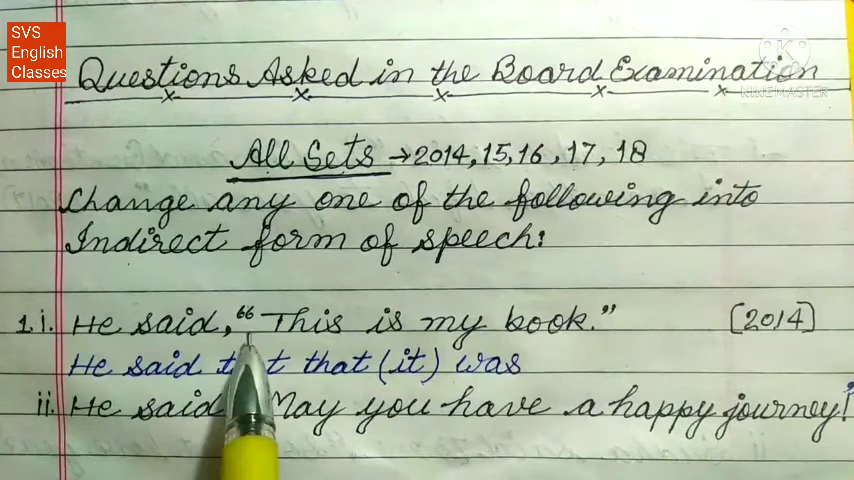 SVS
English
Classes
Questions Asked in the Board Examination
KINEMASTER
All Sets → 2014, 15, 16, 17, 18
Change any one of the following into
Indirect form of speech:
1. i. He said, “This is my book.” [2014]
He said that that (it) was
ii. He said May you have a happy journey!”